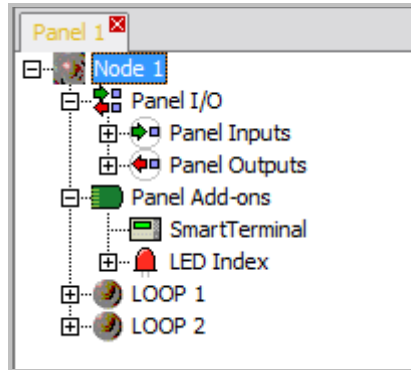 Panel 1
Node 1
Panel I/O
Panel Inputs
Panel Outputs
Panel Add-ons
SmartTerminal
LED Index
LOOP 1
LOOP 2